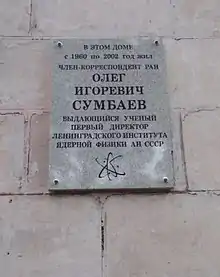 В ЭТОМ ДОМЕ
с 1960 по 2002 год жил
ЧЛЕН-КОРРЕСПОНДЕНТ РАН
ОЛЕГ
ИГОРЕВИЧ
СУМБАЕВ
ВЫДАЮЩИЙСЯ УЧЕНЫЙ
ПЕРВЫЙ ДИРЕКТОР
ЛЕНИНГРАДСКОГО ИНСТИТУТА
ЯДЕРНОЙ ФИЗИКИ АН СССР